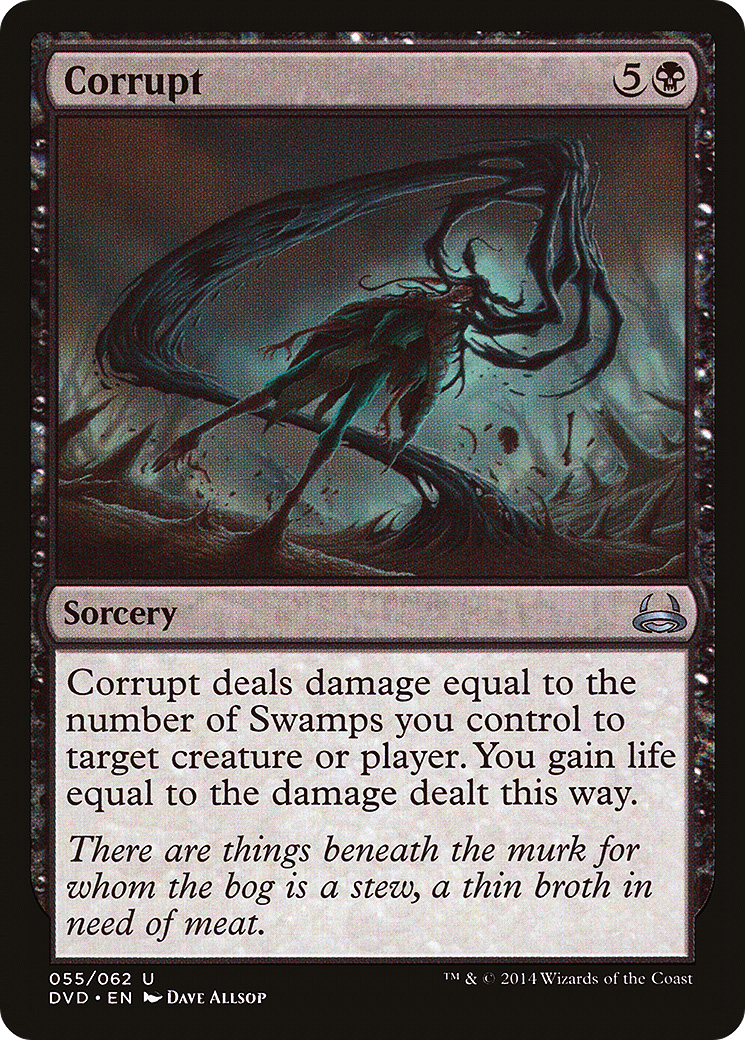 Corrupt 5
Sorcery
Corrupt deals damage equal to the
number of Swamps you control to
target creature or player. You gain life
equal to the damage dealt this way.
There are things beneath the murk for
whom the bog is a stew, a thin broth in
need of meat.
055/062 U
DVD • EN Dave Allsop
™ & © 2014 Wizards of the Coast